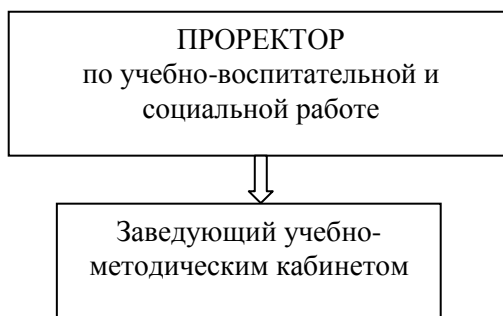 ПРОРЕКТОР
по учебно-воспитательной и
социальной работе
Заведующий учебно-
методическим кабинетом